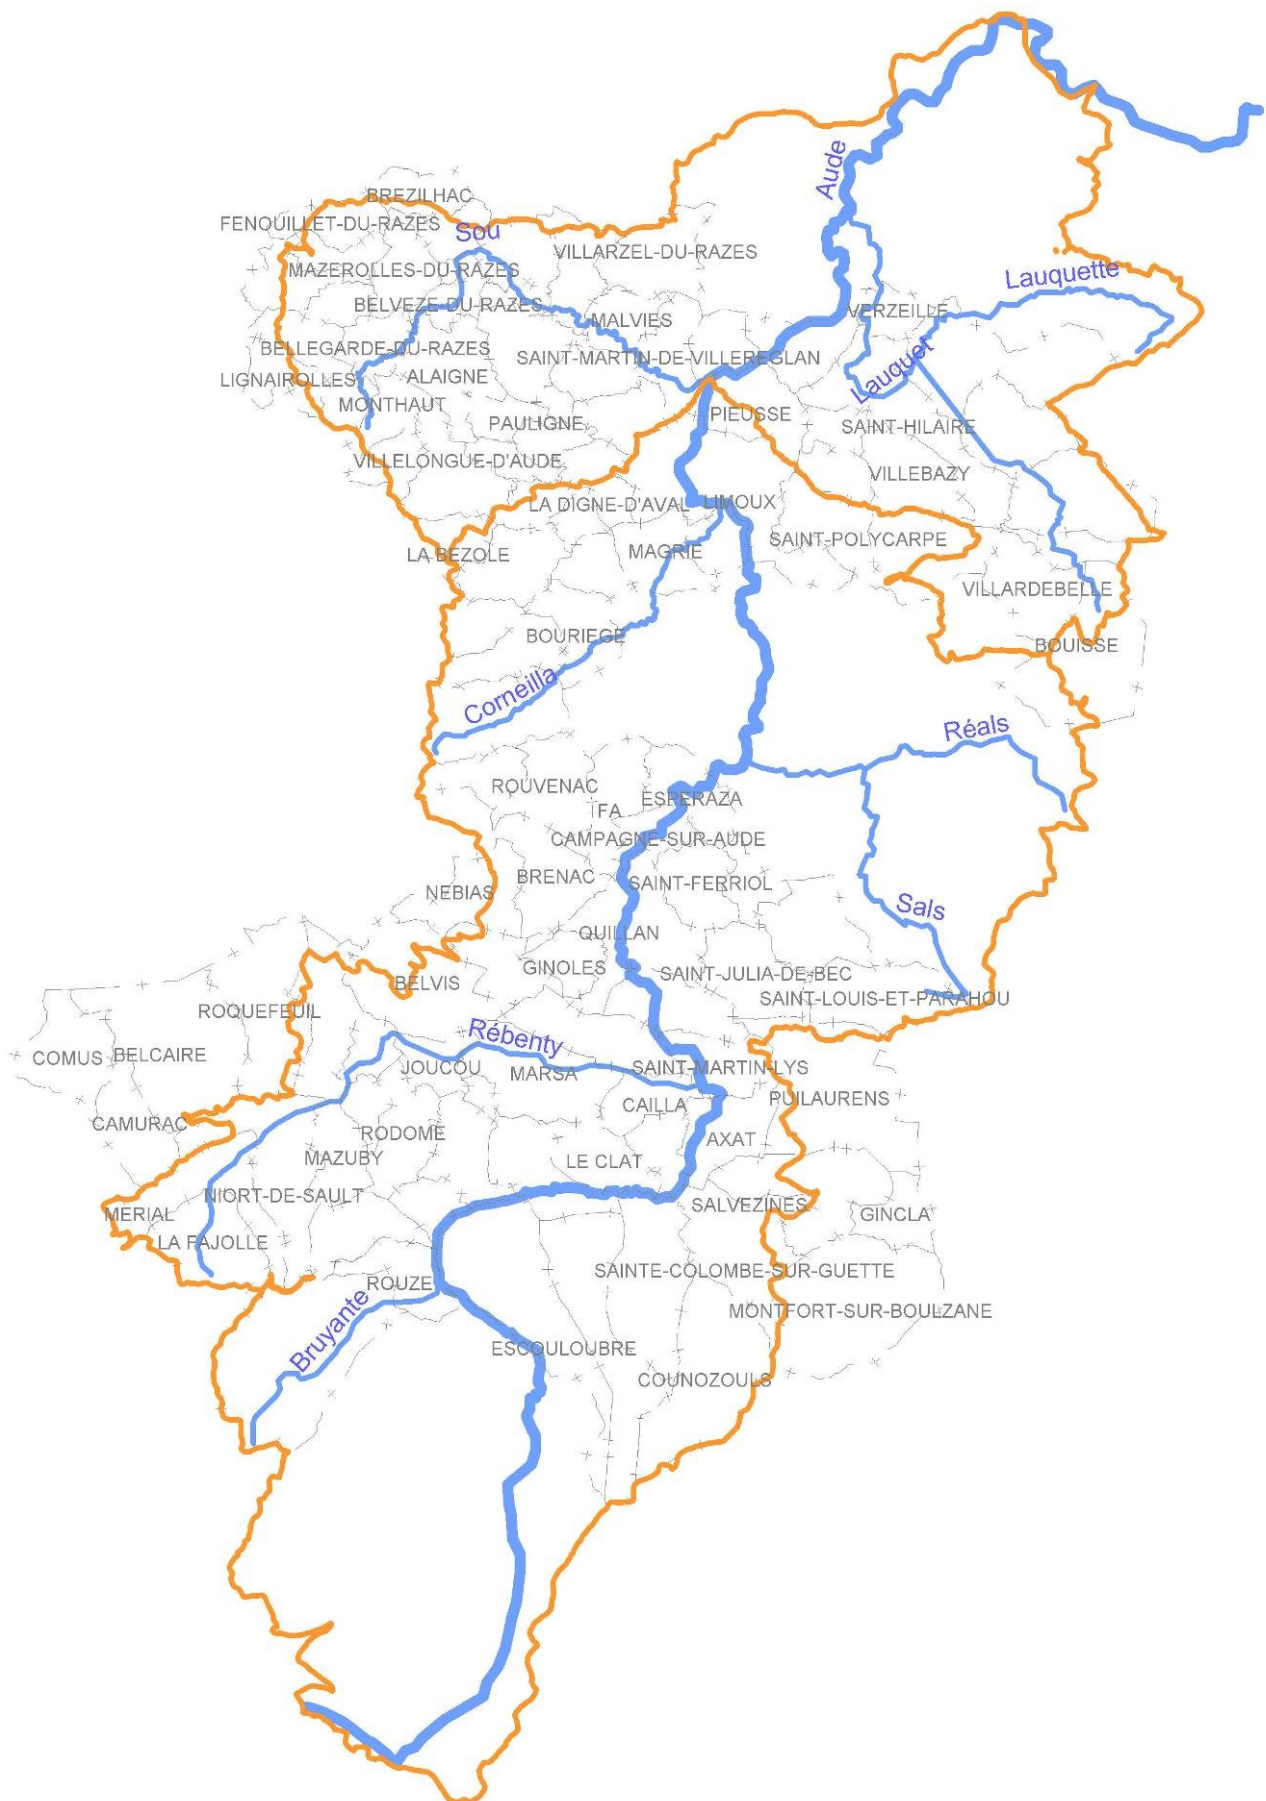 Aude
BREZILHAC
FENOUILLET-DU-RAZES
Sou
VILLARZEL-DU-RAZES
MAZEROLLES-DU-RAZES
Lauquette
BELVEZE-DU-RAZES
VERZEILLE
MALVIES
BELLEGARDE-DU-RAZES
SAINT-MARTIN-DE-VILLEREGLAN
Lauquet
LIGNAIROLLES
ALAIGNE
MONTHAUT
PIEUSSE
PAULIGNE
SAINT-HILAIRE
VILLELONGUE-D'AUDE
VILLEBAZY
LA DIGNE-D'AVAL
LIMOUX
SAINT-POLYCARPE
LA BEZOLE
MAGRIE
VILLARDEBELLE
BOURIEGE
BOUISSE
Corneilla
Réals
ROUVENAC
ESPERAZA
FA
CAMPAGNE-SUR-AUDE
BRENAC
SAINT-FERRIOL
NEBIAS
Sals
QUILLAN
GINOLES
SAINT-JULIA-DE-BEC
BELVIS
SAINT-LOUIS-ET-PARAHOU
ROQUEFEUIL
Rébenty
COMUS
BELCAIRE
JOUCOU
MARSA
SAINT-MARTIN-LYS
PUILAURENS
CAILLA
CAMURAC
RODOME
AXAT
MAZUBY
LE CLAT
NIORT-DE-SAULT
SALVEZINES
MERIAL
GINCLA
LA FAJOLLE
SAINTE-COLOMBE-SUR-GUETTE
ROUZE
MONTFORT-SUR-BOULZANE
Bruyante
ESCOULOUBRE
COUNOZOULS